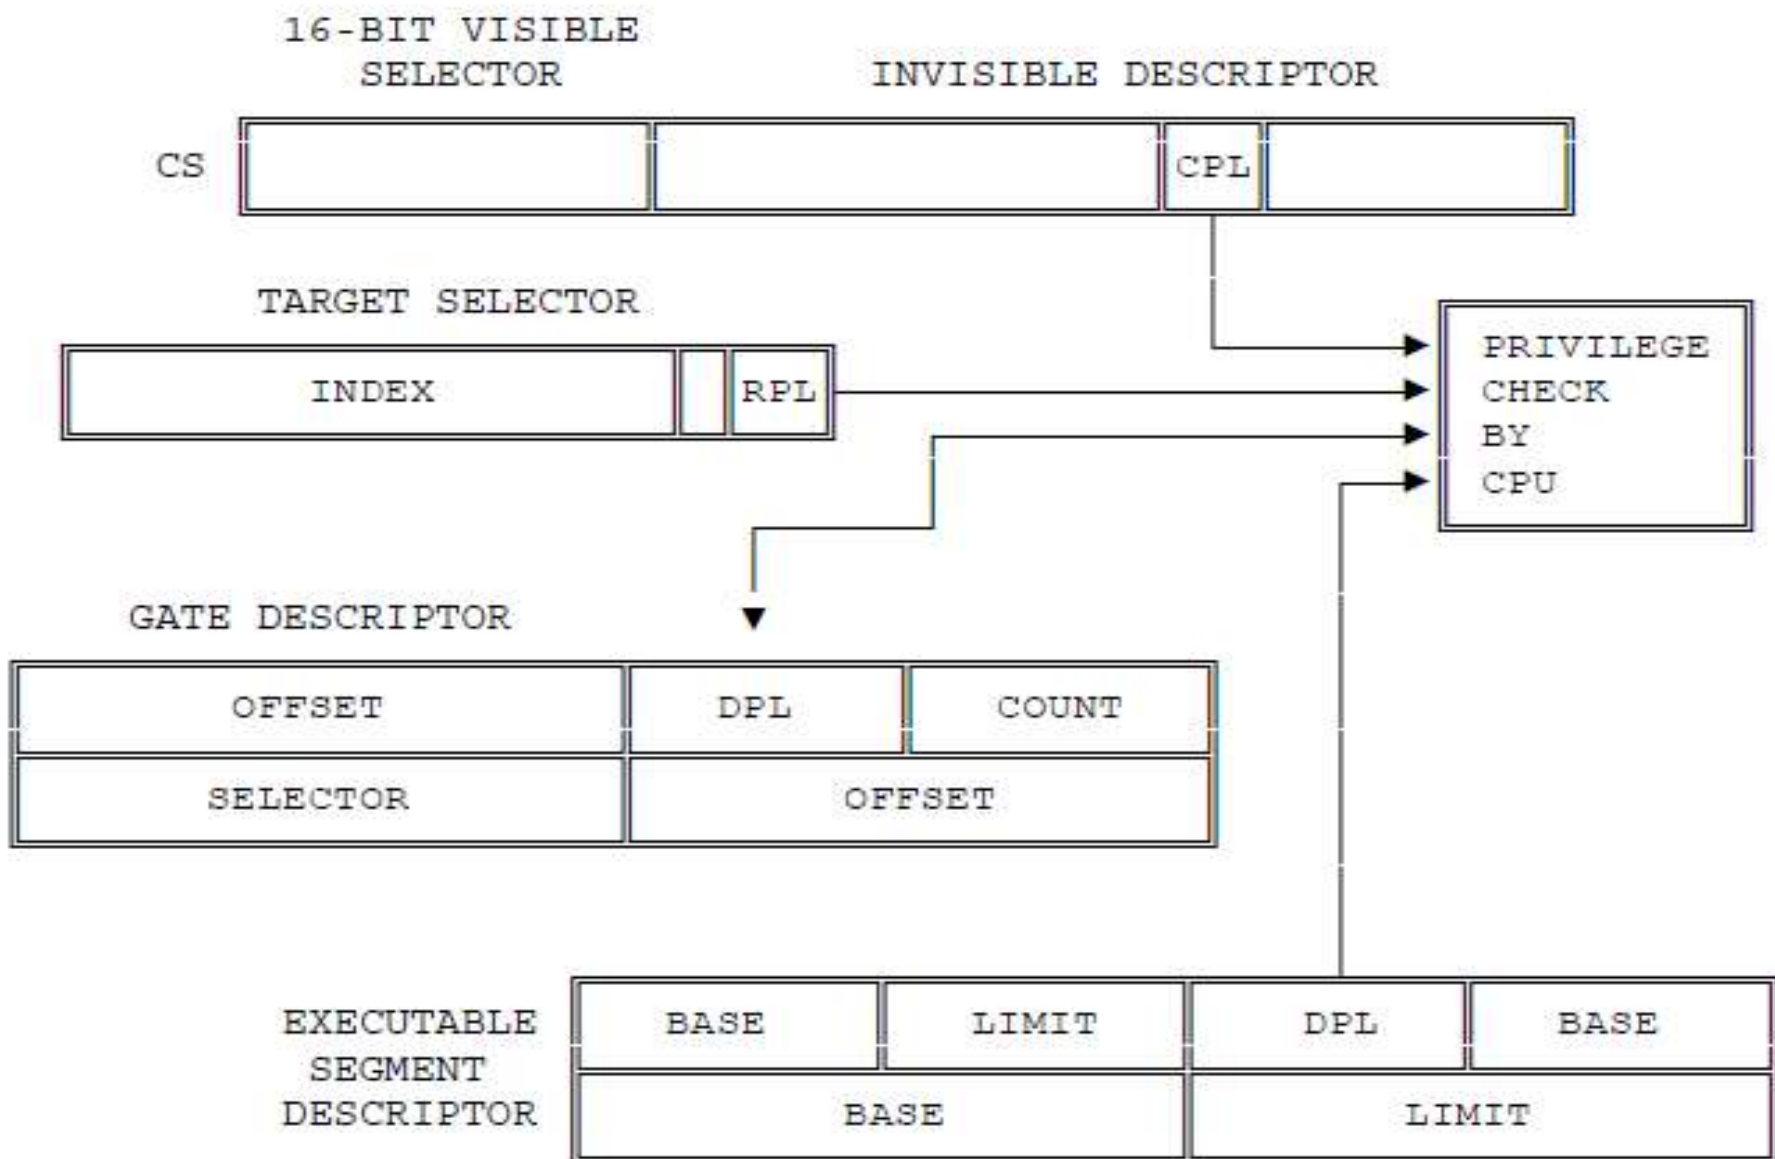 16-BIT VISIBLE
SELECTOR
INVISIBLE DESCRIPTOR
CS
CPL
TARGET SELECTOR
INDEX
RPL
PRIVILEGE
CHECK
BY
CPU
GATE DESCRIPTOR
OFFSET DPL COUNT
SELECTOR OFFSET
EXECUTABLE
SEGMENT
DESCRIPTOR
BASE LIMIT DPL BASE
BASE LIMIT